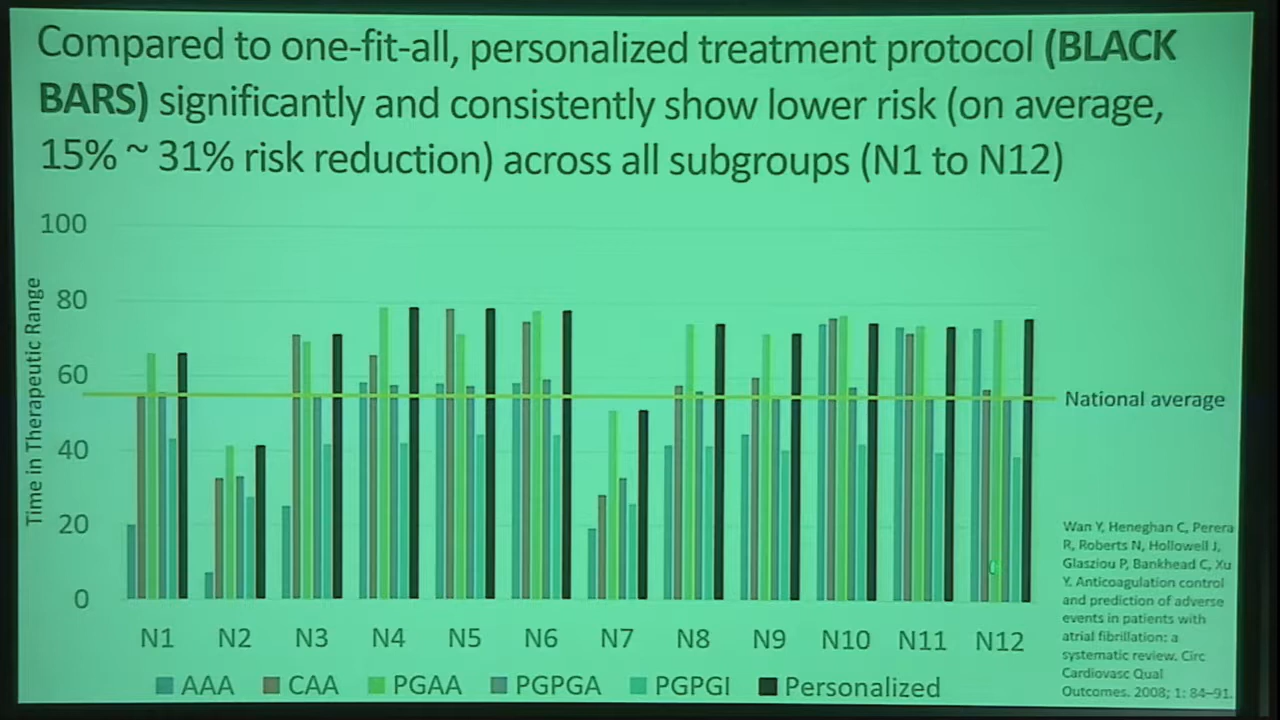 Compared to one-fit-all, personalized treatment protocol (BLACK
BARS) significantly and consistently show lower risk (on average,
15% ~ 31% risk reduction) across all subgroups (N1 to N12)
100
80
60
40
20
0
Time in Therapeutic Range
National average
N1 N2 N3 N4 N5 N6 N7 N8 N9 N10 N11 N12
AAA CAA PGAA PGPGA PGPGI Personalized
Wan Y, Heneghan C, Perera
R, Roberts N, Hollowell J,
Glasziou P, Bankhead C, Xu
Y. Anticoagulation control
and prediction of adverse
events in patients with
atrial fibrillation: a
systematic review. Circ
Cardiovasc Qual
Outcomes. 2008; 1: 84–91.